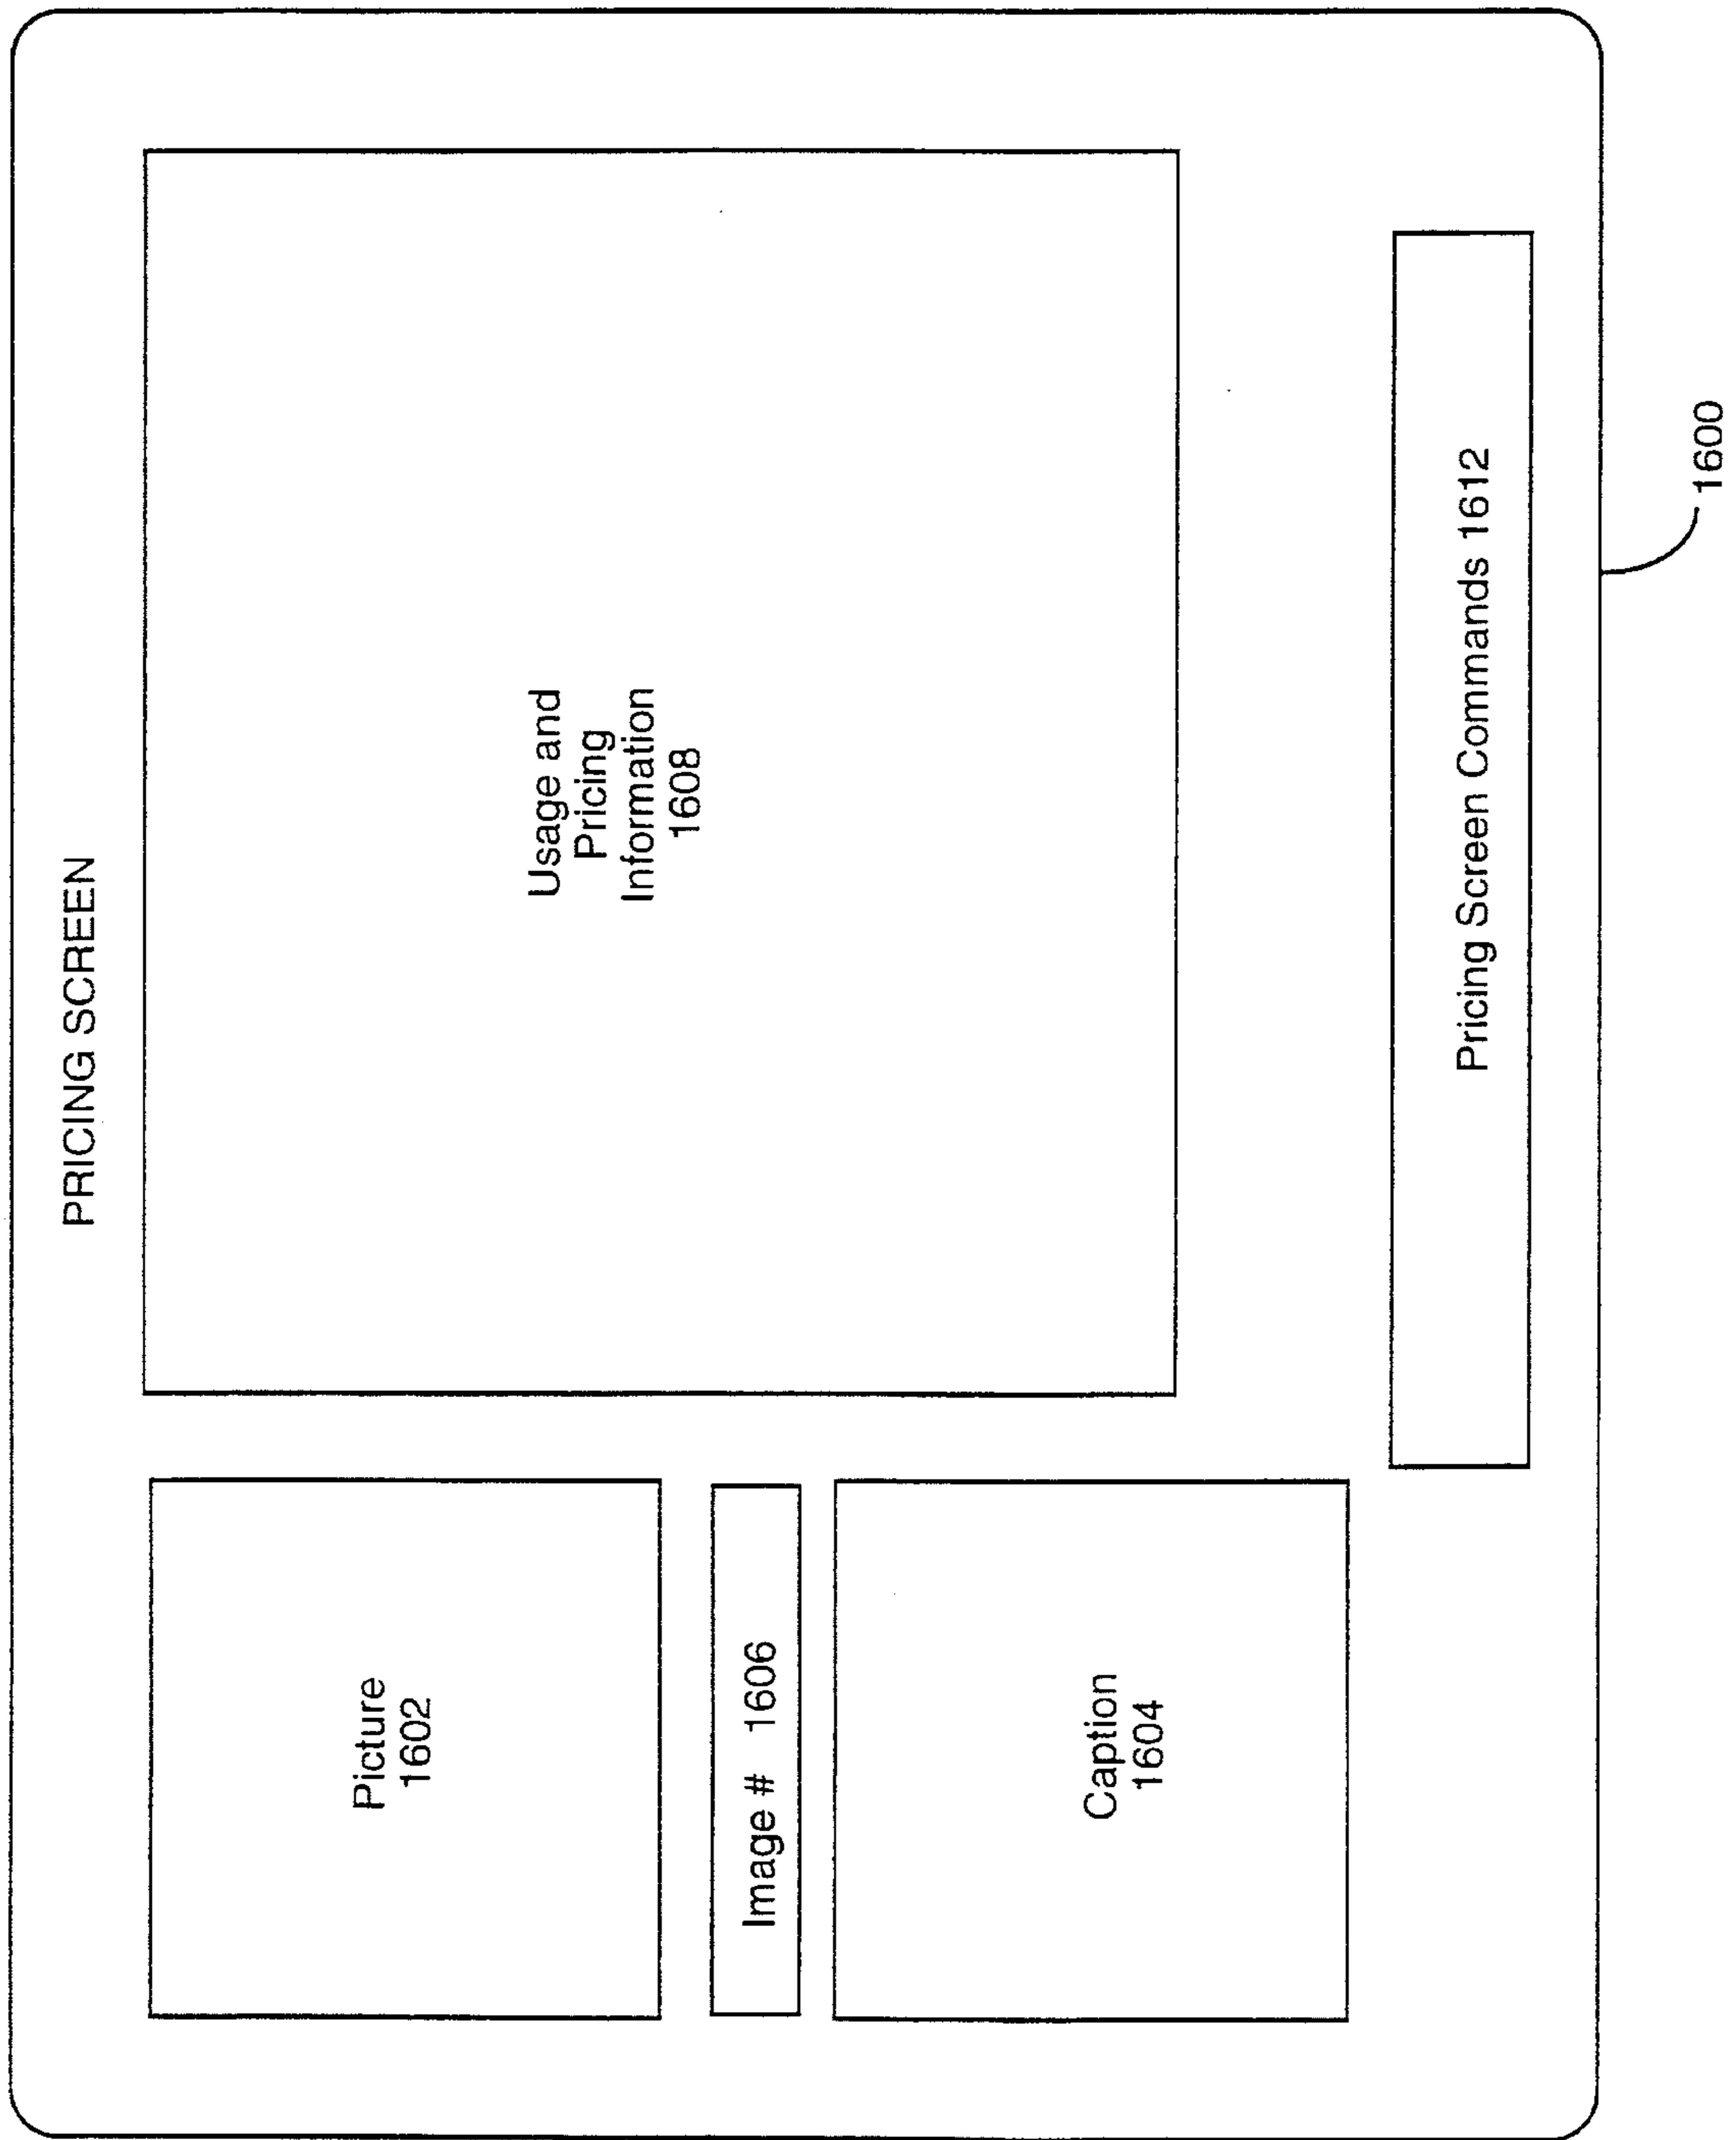 PRICING SCREEN
Picture
1602
Image # 1606
Caption
1604
Usage and
Pricing
Information
1608
Pricing Screen Commands 1612
1600